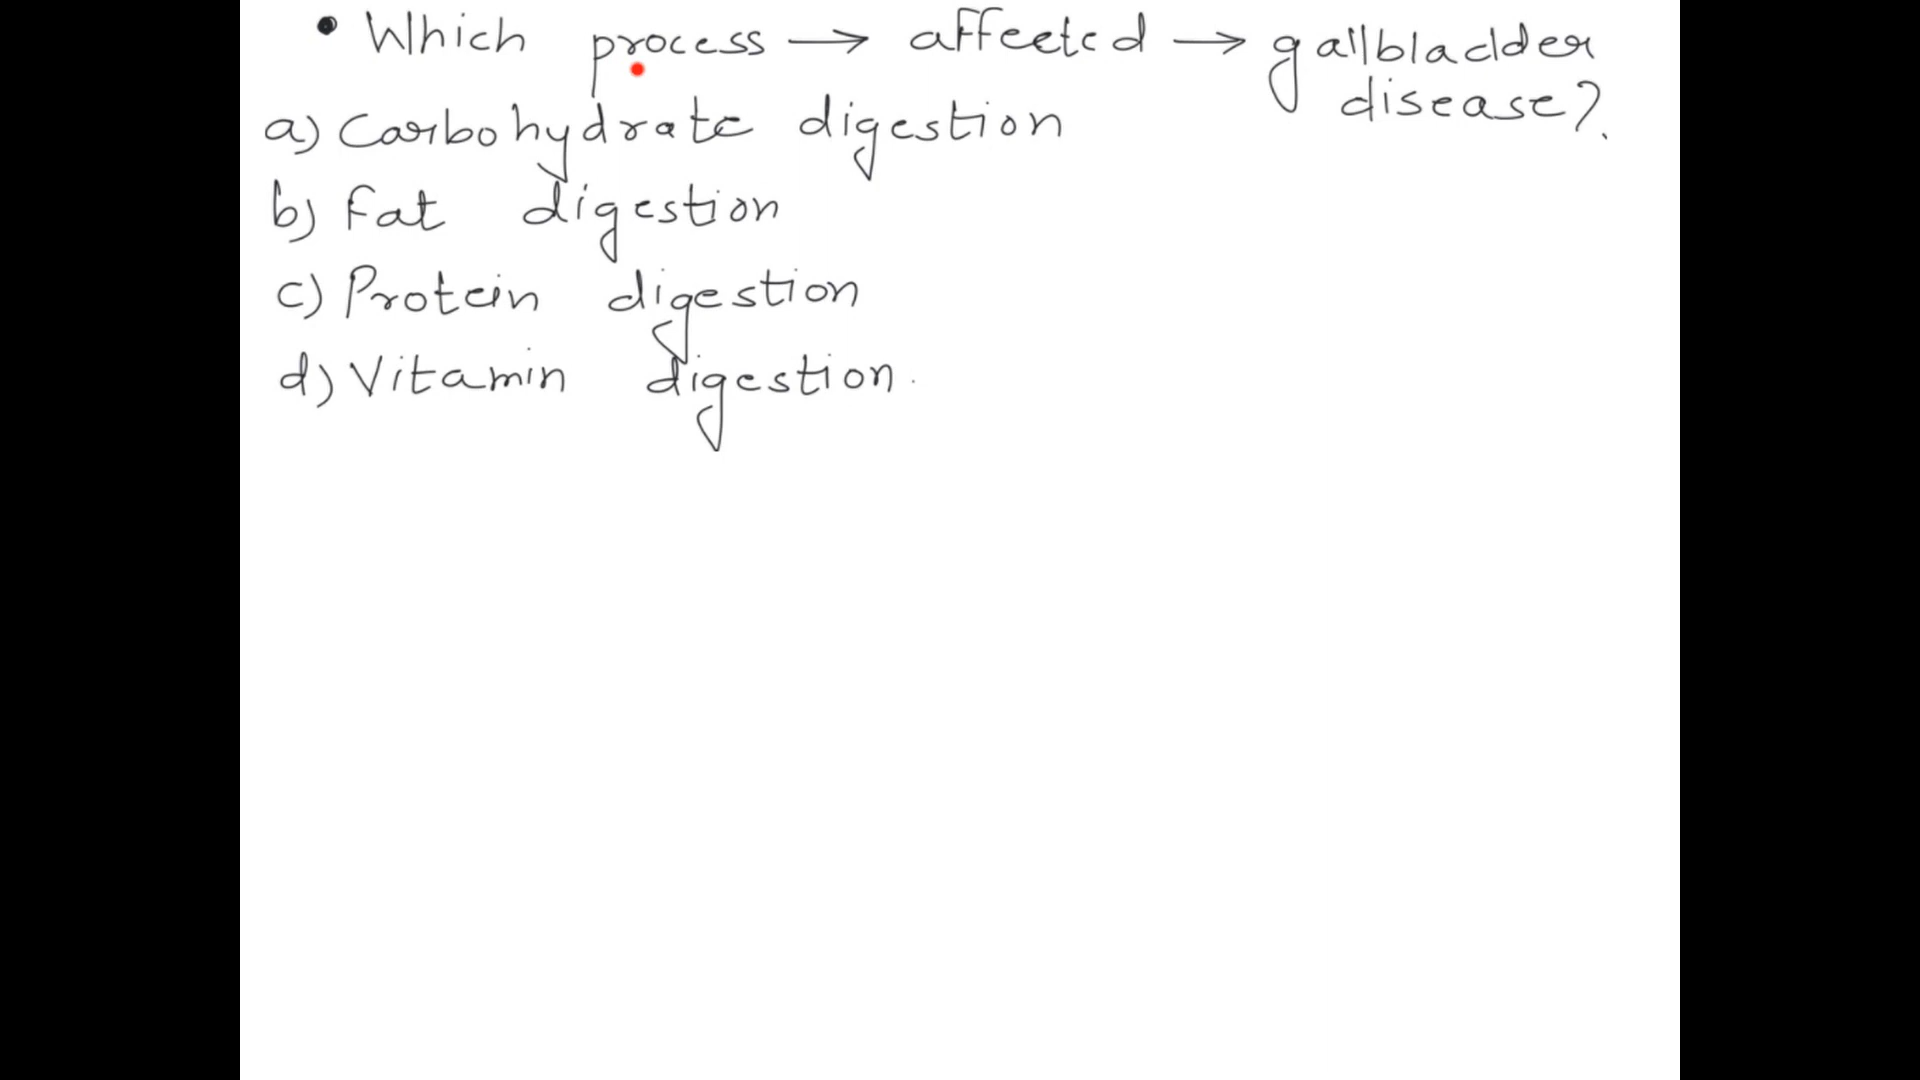 • Which process → affected → gallbladder
disease?
a) Carbohydrate digestion
b) Fat digestion
c) Protein digestion
d) Vitamin digestion.